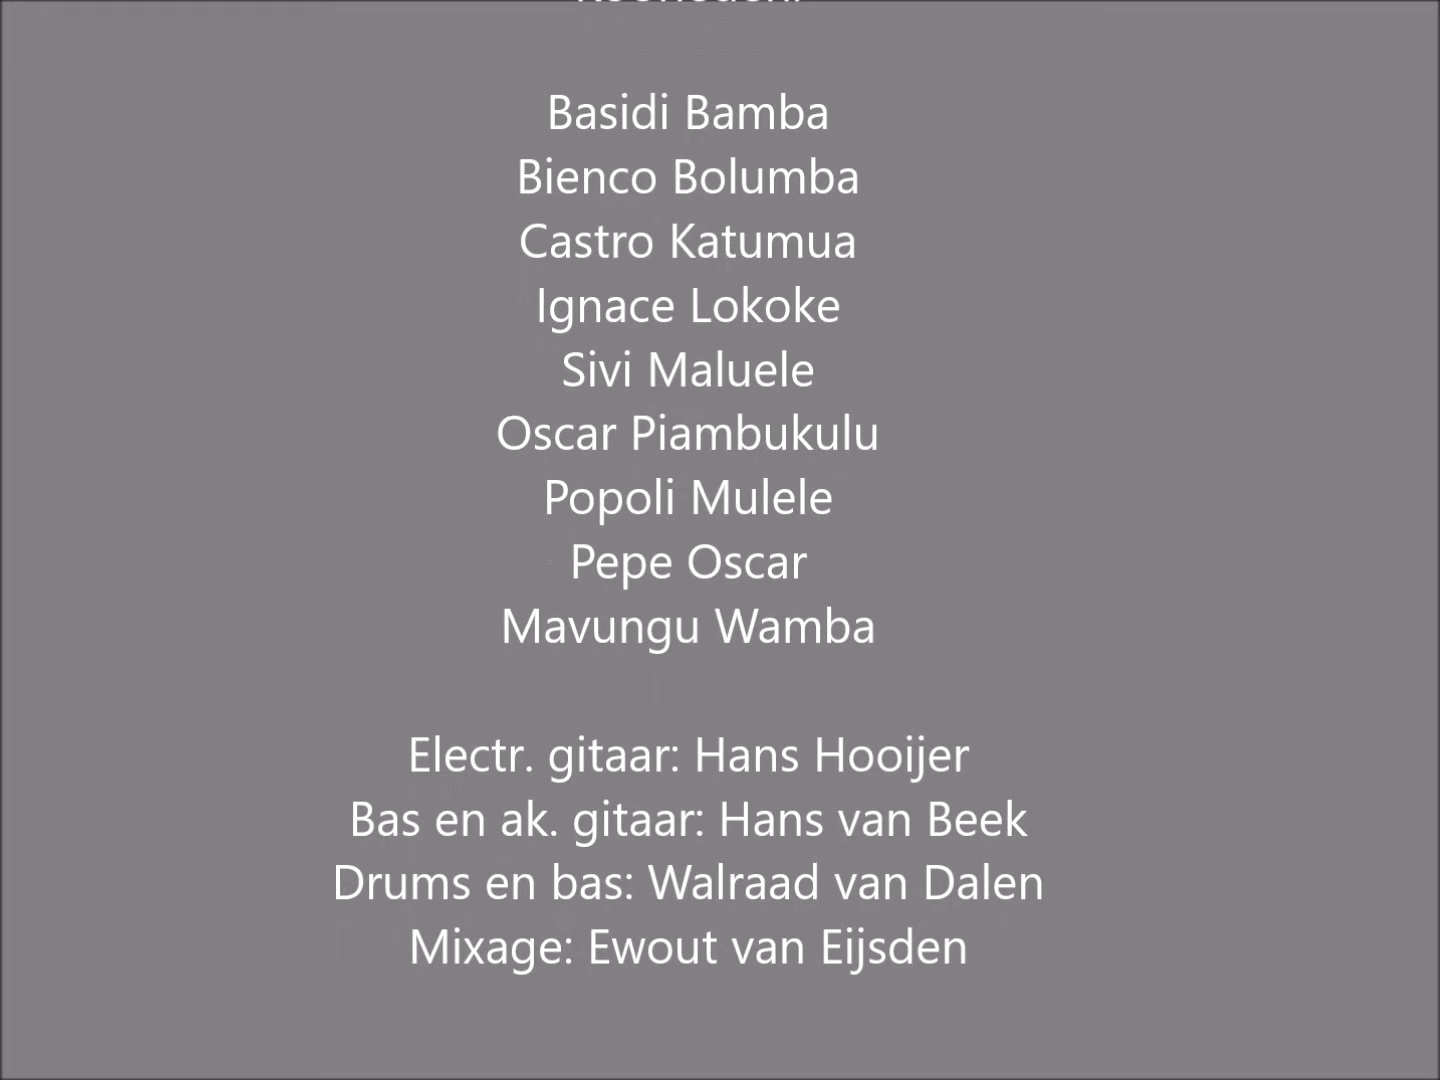 Basidi Bamba
Bienco Bolumba
Castro Katumua
Ignace Lokoke
Sivi Maluele
Oscar Piambukulu
Popoli Mulele
Pepe Oscar
Mavungu Wamba
Electr. gitaar: Hans Hooijer
Bas en ak. gitaar: Hans van Beek
Drums en bas: Walraad van Dalen
Mixage: Ewout van Eijsden